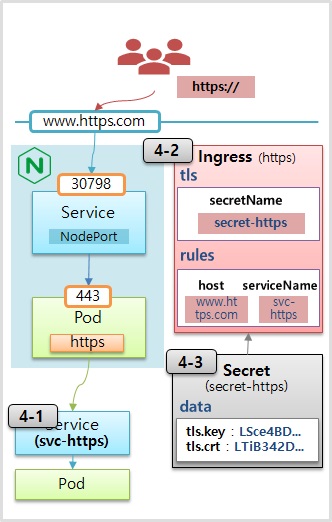 https://
www.https.com
N
30798
Service
NodePort
443
Pod
https
4-1
Service
(svc-https)
Pod
4-2
Ingress (https)
tls
secretName
secret-https
rules
host serviceName
www.ht
tps.com
svc-
https
4-3
Secret
(secret-https)
data
tls.key : LSce4BD...
tls.crt : LTiB342D...